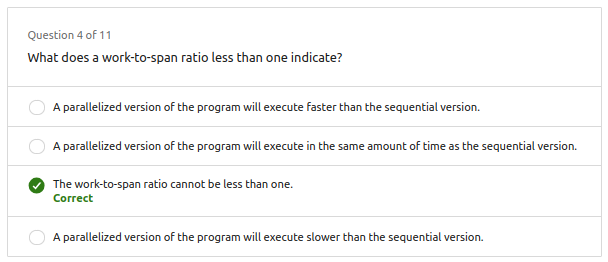 Question 4 of 11
What does a work-to-span ratio less than one indicate?
A parallelized version of the program will execute faster than the sequential version.
A parallelized version of the program will execute in the same amount of time as the sequential version.
The work-to-span ratio cannot be less than one.
Correct
A parallelized version of the program will execute slower than the sequential version.